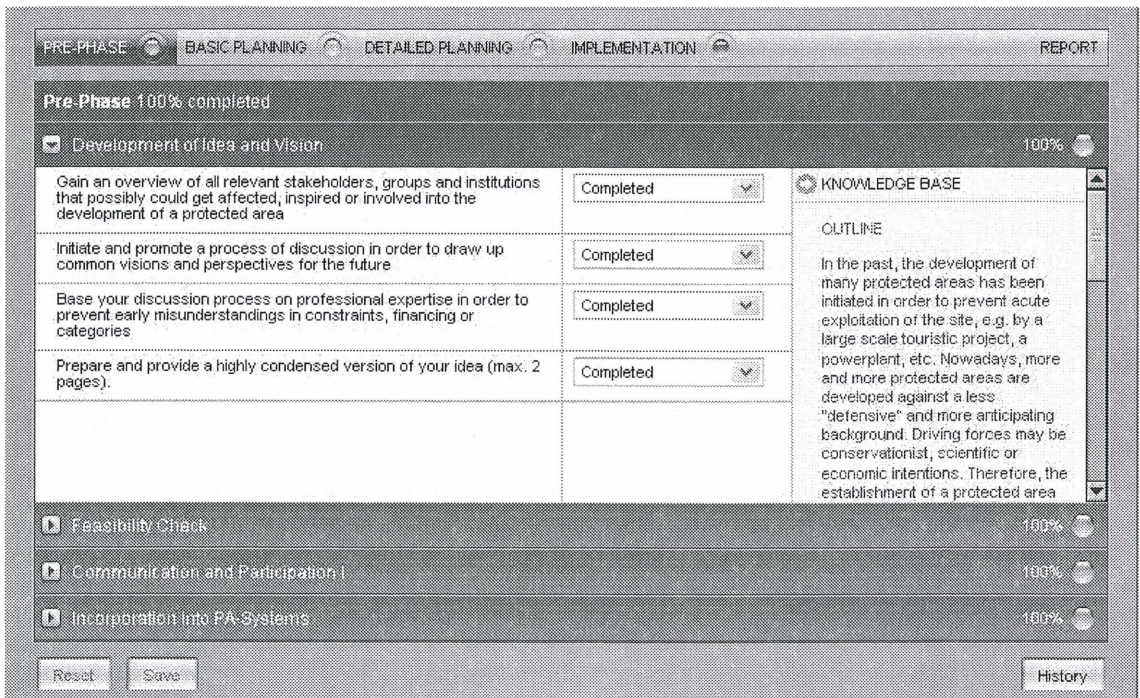 PRE-PHASE BASIC PLANNING DETAILED PLANNING IMPLEMENTATION REPORT
Pre-Phase 100% completed
Development of Idea and Vision 100%
Gain an overview of all relevant stakeholders, groups and institutions
that possibly could get affected, inspired or involved into the
development of a protected area
Completed
Initiate and promote a process of discussion in order to draw up
common visions and perspectives for the future
Completed
Base your discussion process on professional expertise in order to
prevent early misunderstandings in constraints, financing or
categories
Completed
Prepare and provide a highly condensed version of your idea (max. 2
pages).
Completed
KNOWLEDGE BASE
OUTLINE
In the past, the development of
many protected areas has been
initiated in order to prevent acute
exploitation of the site, e.g. by a
large scale touristic project, a
powerplant, etc. Nowadays, more
and more protected areas are
developed against a less
"defensive" and more anticipating
background. Driving forces may be
conservationist, scientific or
economic intentions. Therefore, the
establishment of a protected area
Feasibility Check 100%
Communication and Participation I 100%
Incorporation into PA-Systems 100%
Reset Save History